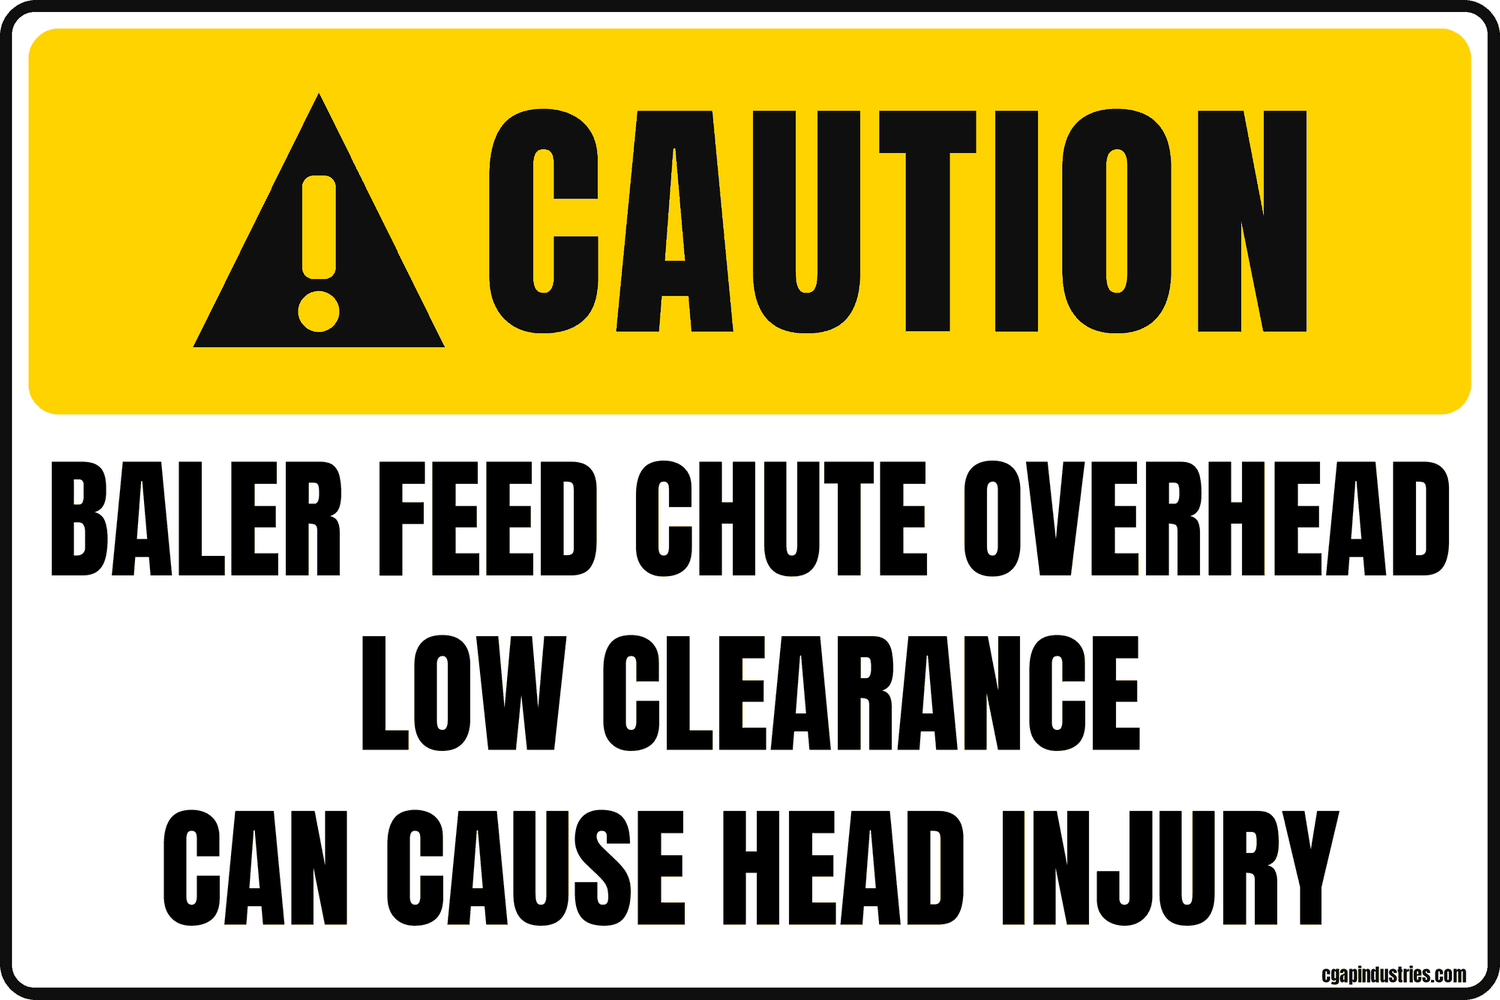 CAUTION
BALER FEED CHUTE OVERHEAD
LOW CLEARANCE
CAN CAUSE HEAD INJURY
cgapindustries.com